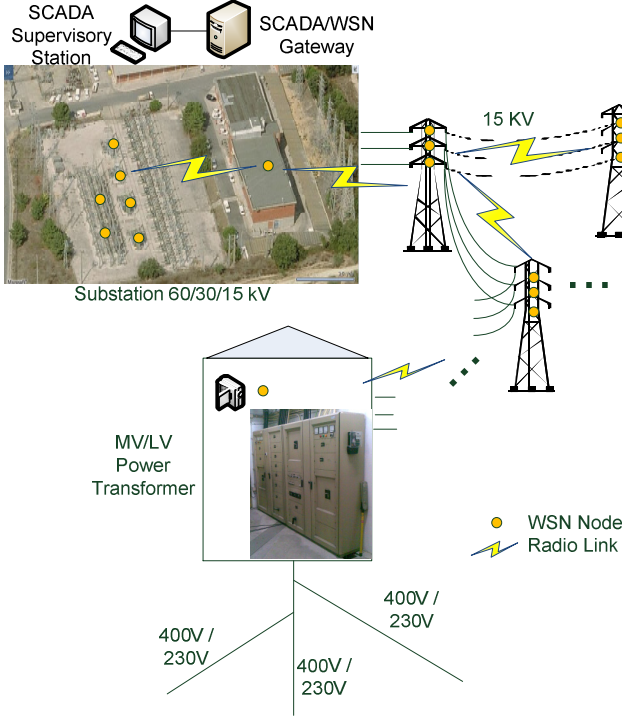 SCADA
Supervisory
Station
SCADA/WSN
Gateway
15 KV
Substation 60/30/15 kV
MV/LV
Power
Transformer
WSN Node
Radio Link
400V /
230V
400V /
230V
400V /
230V